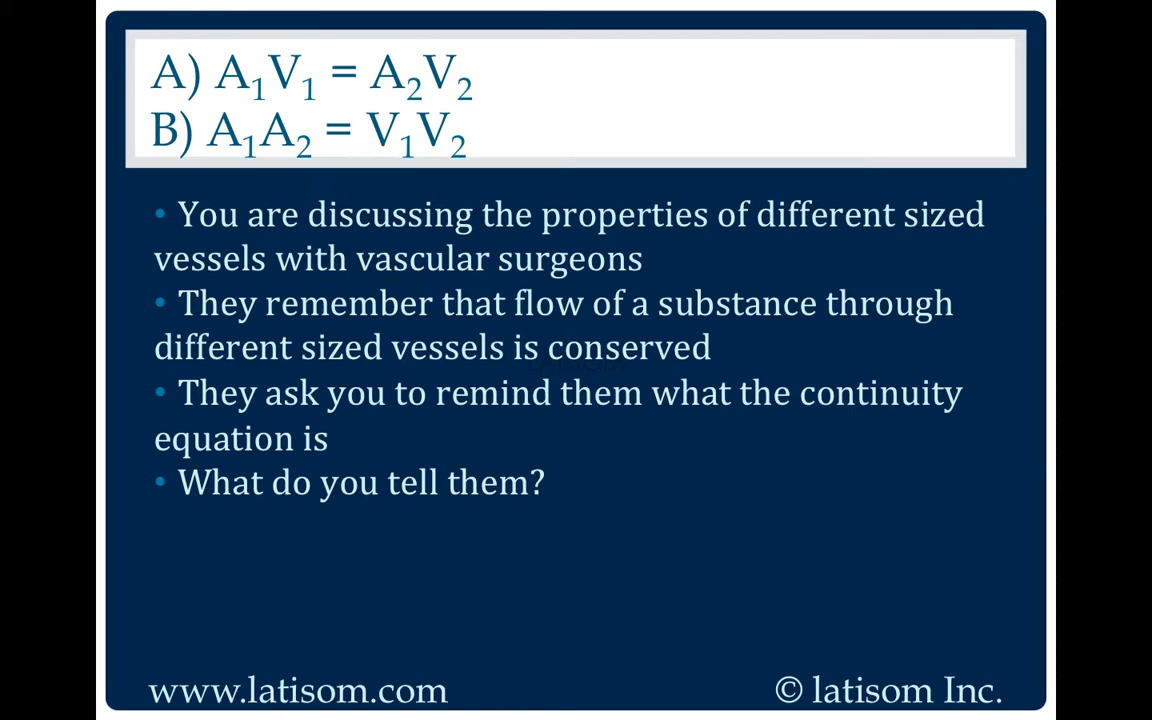 A) A₁V₁ = A₂V₂
B) A₁A₂ = V₁V₂
• You are discussing the properties of different sized
vessels with vascular surgeons
• They remember that flow of a substance through
different sized vessels is conserved
• They ask you to remind them what the continuity
equation is
• What do you tell them?
www.latisom.com
© latisom Inc.